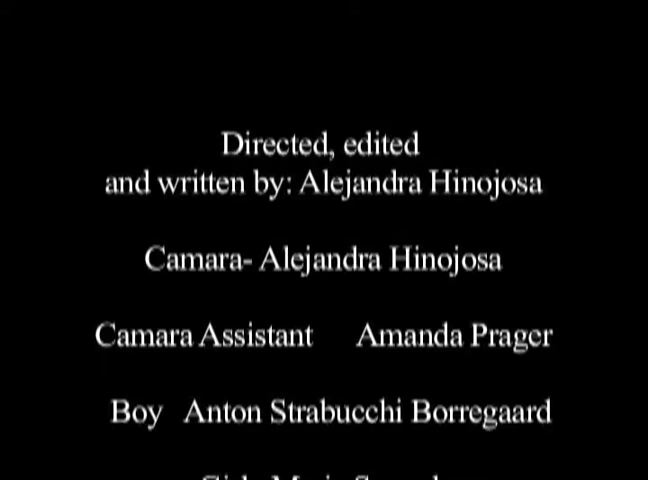 Directed, edited
and written by: Alejandra Hinojosa
Camara- Alejandra Hinojosa
Camara Assistant Amanda Prager
Boy Anton Strabucchi Borregaard